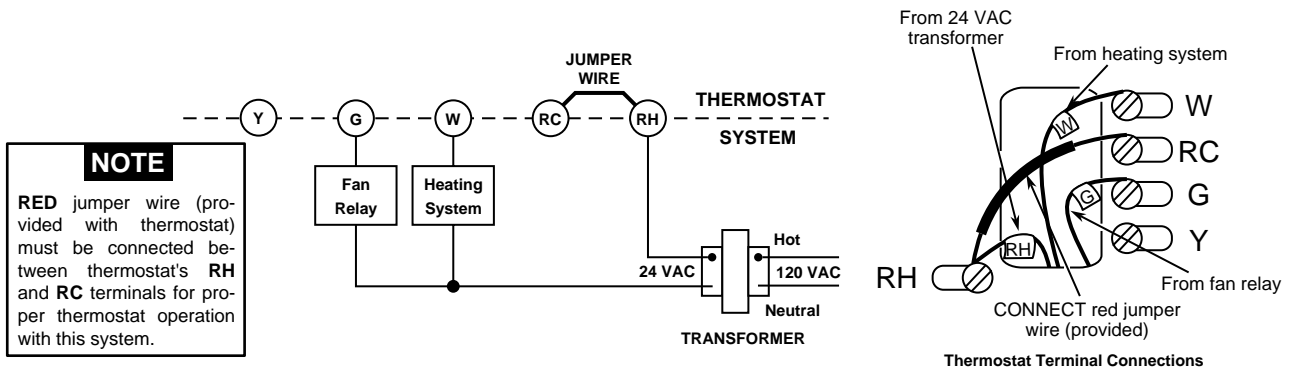 NOTE
RED jumper wire (pro-
vided with thermostat)
must be connected be-
tween thermostat's RH
and RC terminals for pro-
per thermostat operation
with this system.
JUMPER
WIRE
Y
G
W
RC
RH
THERMOSTAT
SYSTEM
Fan
Relay
Heating
System
24 VAC
Hot
120 VAC
Neutral
TRANSFORMER
From 24 VAC
transformer
From heating system
W
W
RC
G
G
Y
RH
RH
From fan relay
CONNECT red jumper
wire (provided)
Thermostat Terminal Connections